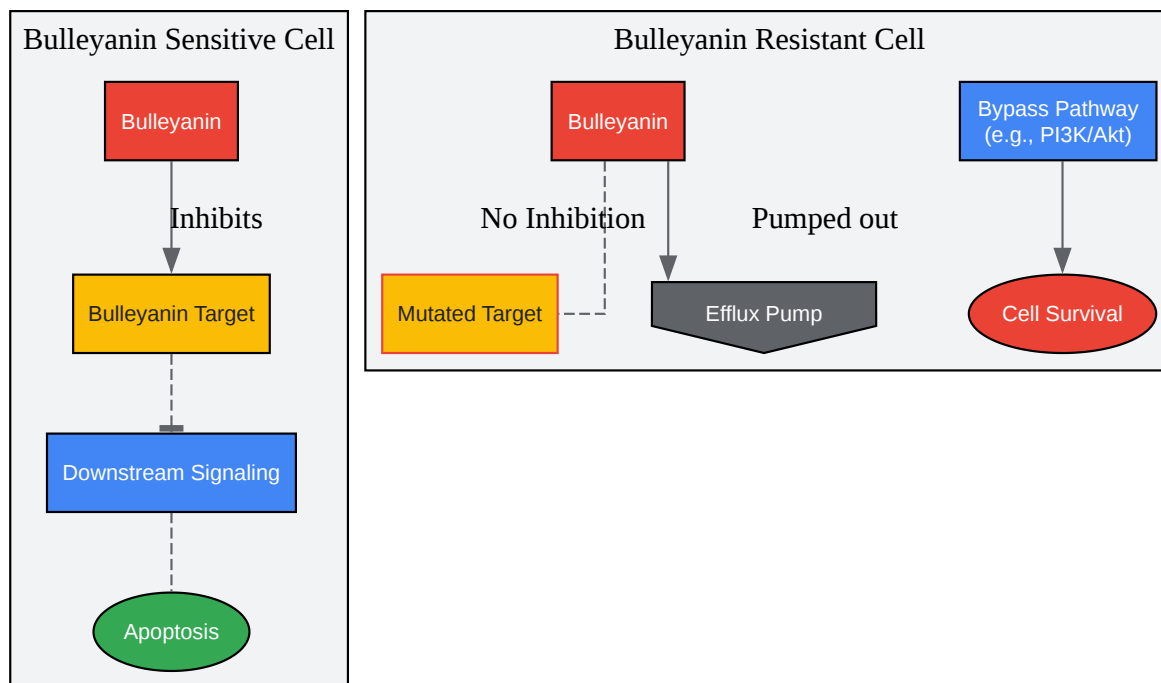 Bulleyanin Sensitive Cell
Bulleyanin
Inhibits
Bulleyanin Target
Downstream Signaling
Apoptosis
Bulleyanin Resistant Cell
Bulleyanin
Bypass Pathway
(e.g., PI3K/Akt)
No Inhibition
Pumped out
Mutated Target
Efflux Pump
Cell Survival